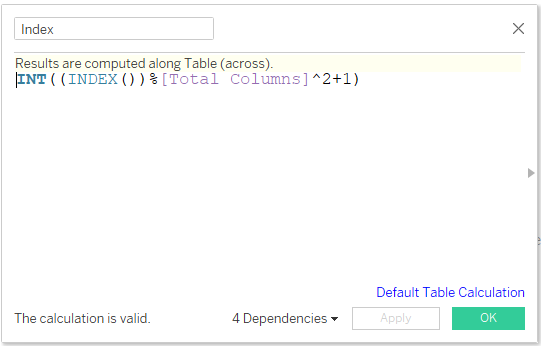 Index
Results are computed along Table (across).
INT((INDEX())%[Total Columns]^2+1)
Default Table Calculation
The calculation is valid.
4 Dependencies
Apply
OK